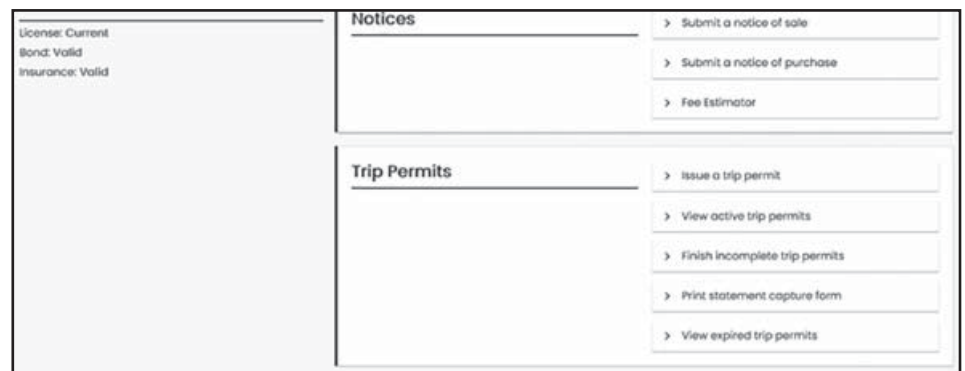 License: Current
Bond: Valid
Insurance: Valid
Notices
Submit a notice of sale
Submit a notice of purchase
Fee Estimator
Trip Permits
Issue a trip permit
View active trip permits
Finish incomplete trip permits
Print statement capture form
View expired trip permits